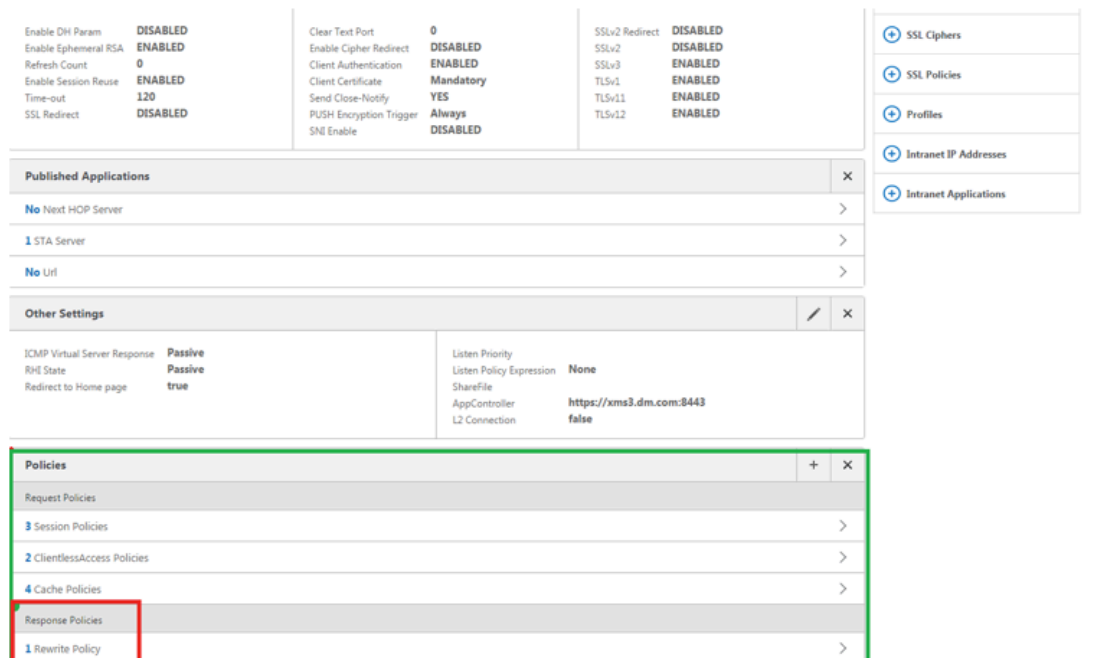 Enable DH Param DISABLED
Enable Ephemeral RSA ENABLED
Refresh Count 0
Enable Session Reuse ENABLED
Time-out 120
SSL Redirect DISABLED
Clear Text Port 0
Enable Cipher Redirect DISABLED
Client Authentication ENABLED
Client Certificate Mandatory
Send Close-Notify YES
PUSH Encryption Trigger Always
SNI Enable DISABLED
SSLv2 Redirect DISABLED
SSLv2 DISABLED
SSLv3 ENABLED
TLSv1 ENABLED
TLSv11 ENABLED
TLSv12 ENABLED
SSL Ciphers
SSL Policies
Profiles
Intranet IP Addresses
Intranet Applications
Published Applications
No Next HOP Server
1 STA Server
No Url
Other Settings
ICMP Virtual Server Response Passive
RHI State Passive
Redirect to Home page true
Listen Priority
Listen Policy Expression None
ShareFile
AppController https://xms3.dm.com:8443
L2 Connection false
Policies
Request Policies
3 Session Policies
2 ClientlessAccess Policies
4 Cache Policies
Response Policies
1 Rewrite Policy